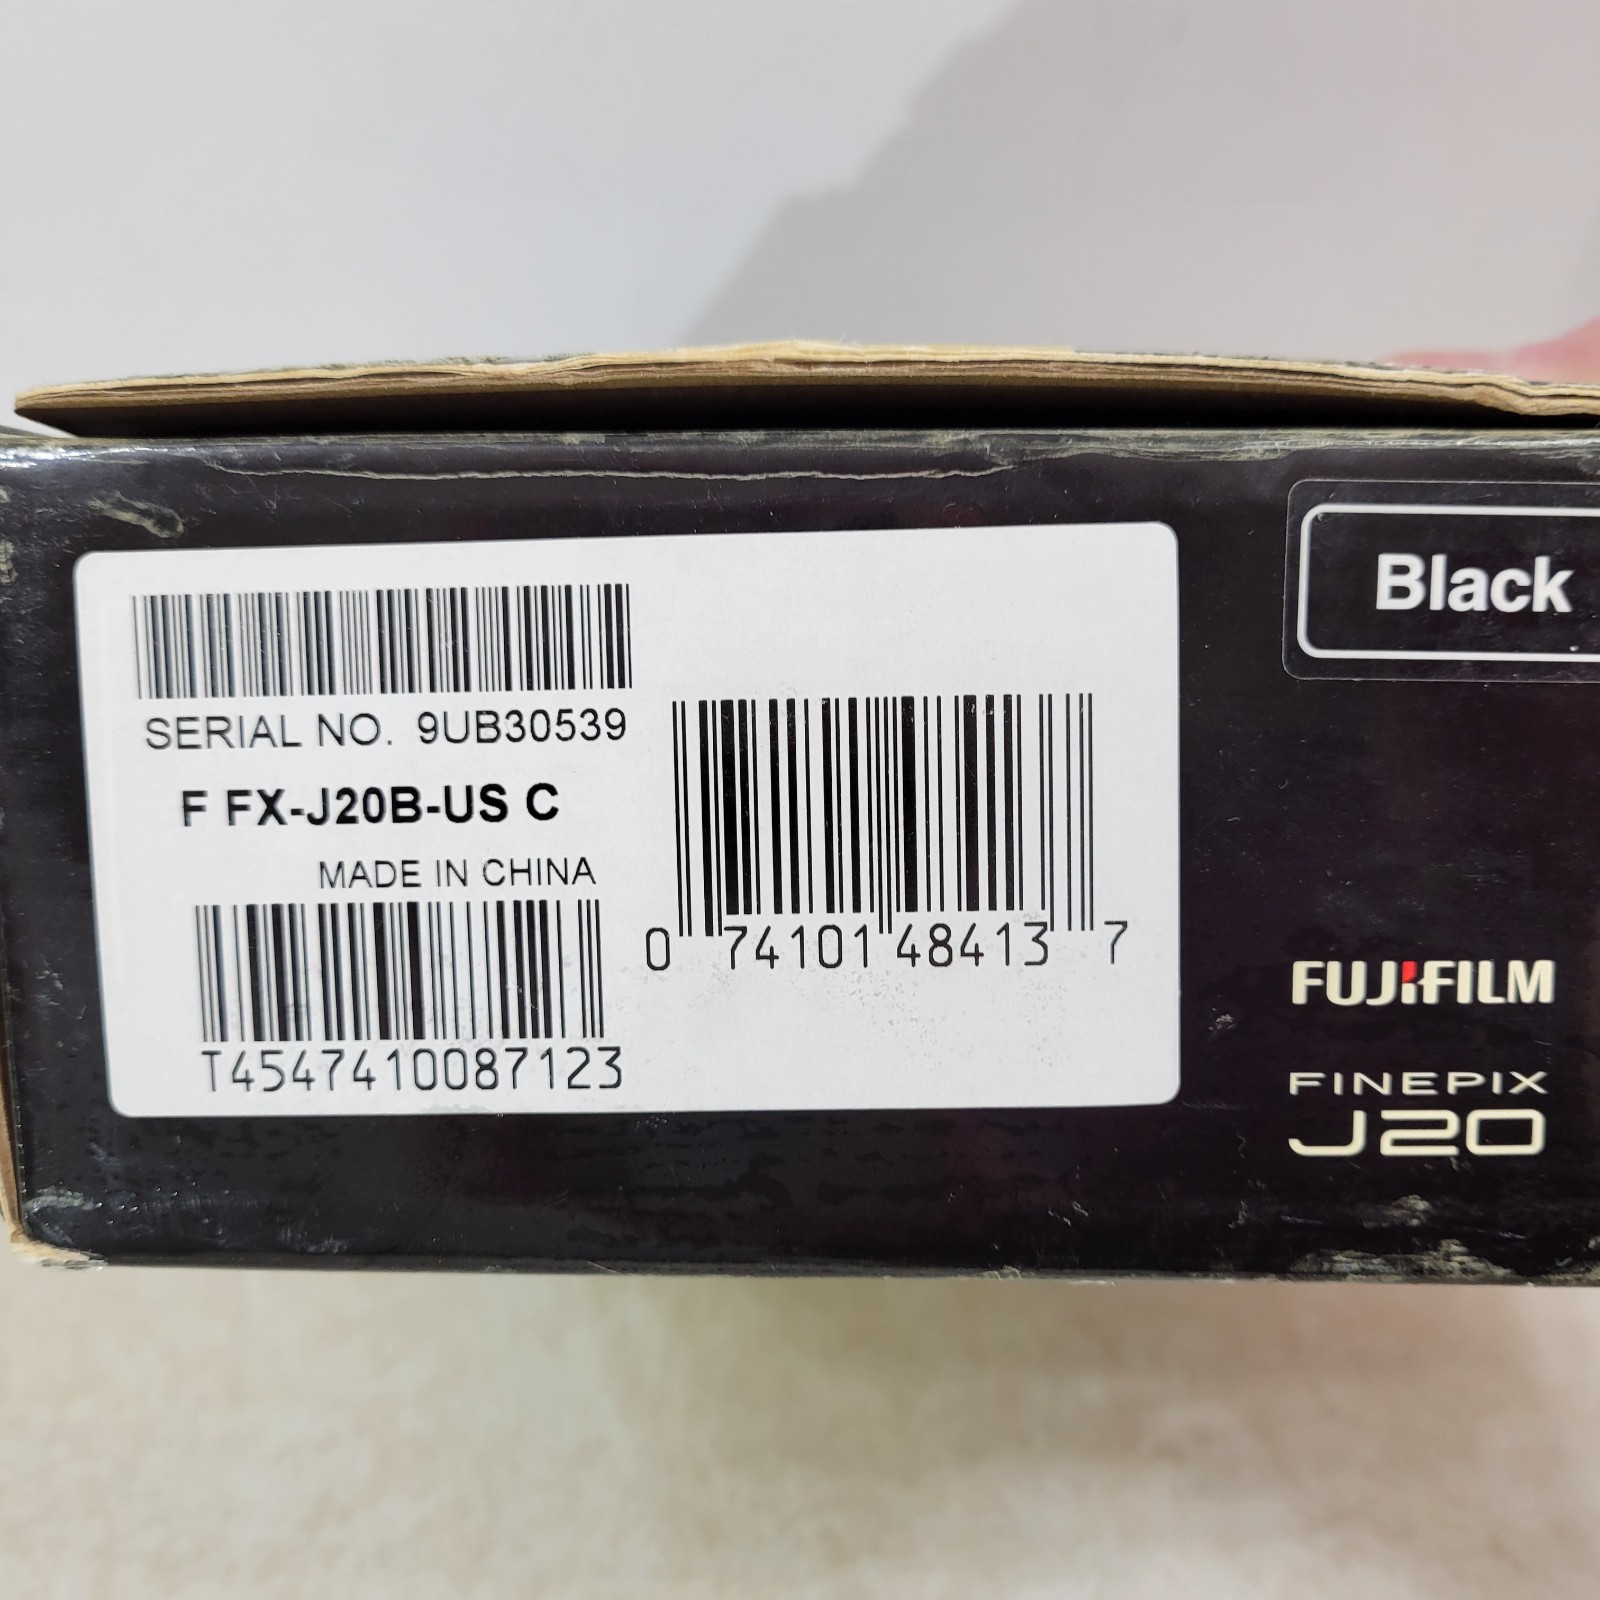 Black
SERIAL NO. 9UB30539
F FX-J20B-US C
MADE IN CHINA
0 74101 48413 7
T4547410087123
FUJIFILM
FINEPIX
J20